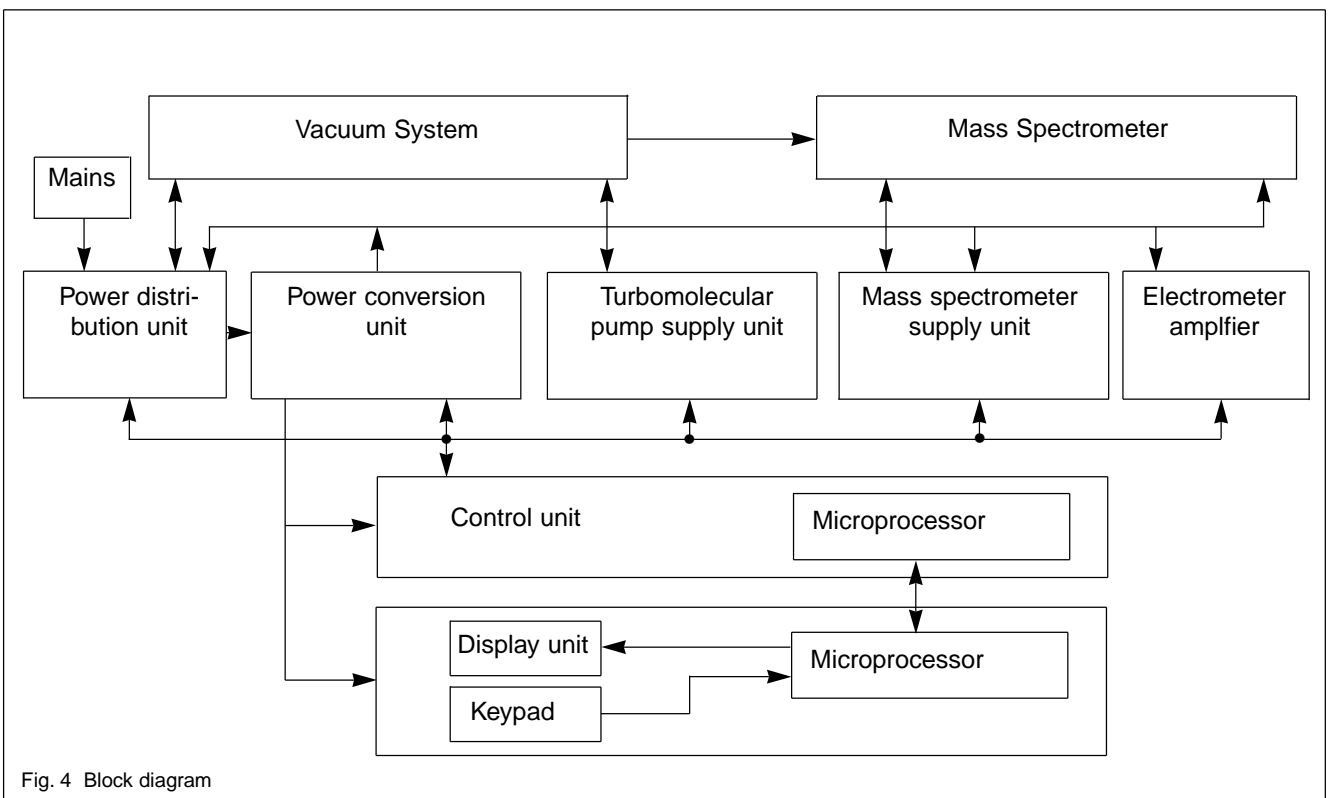 Vacuum System
Mass Spectrometer
Mains
Power distri-
bution unit
Power conversion
unit
Turbomolecular
pump supply unit
Mass spectrometer
supply unit
Electrometer
amplfier
Control unit
Microprocessor
Display unit
Microprocessor
Keypad
Fig. 4 Block diagram